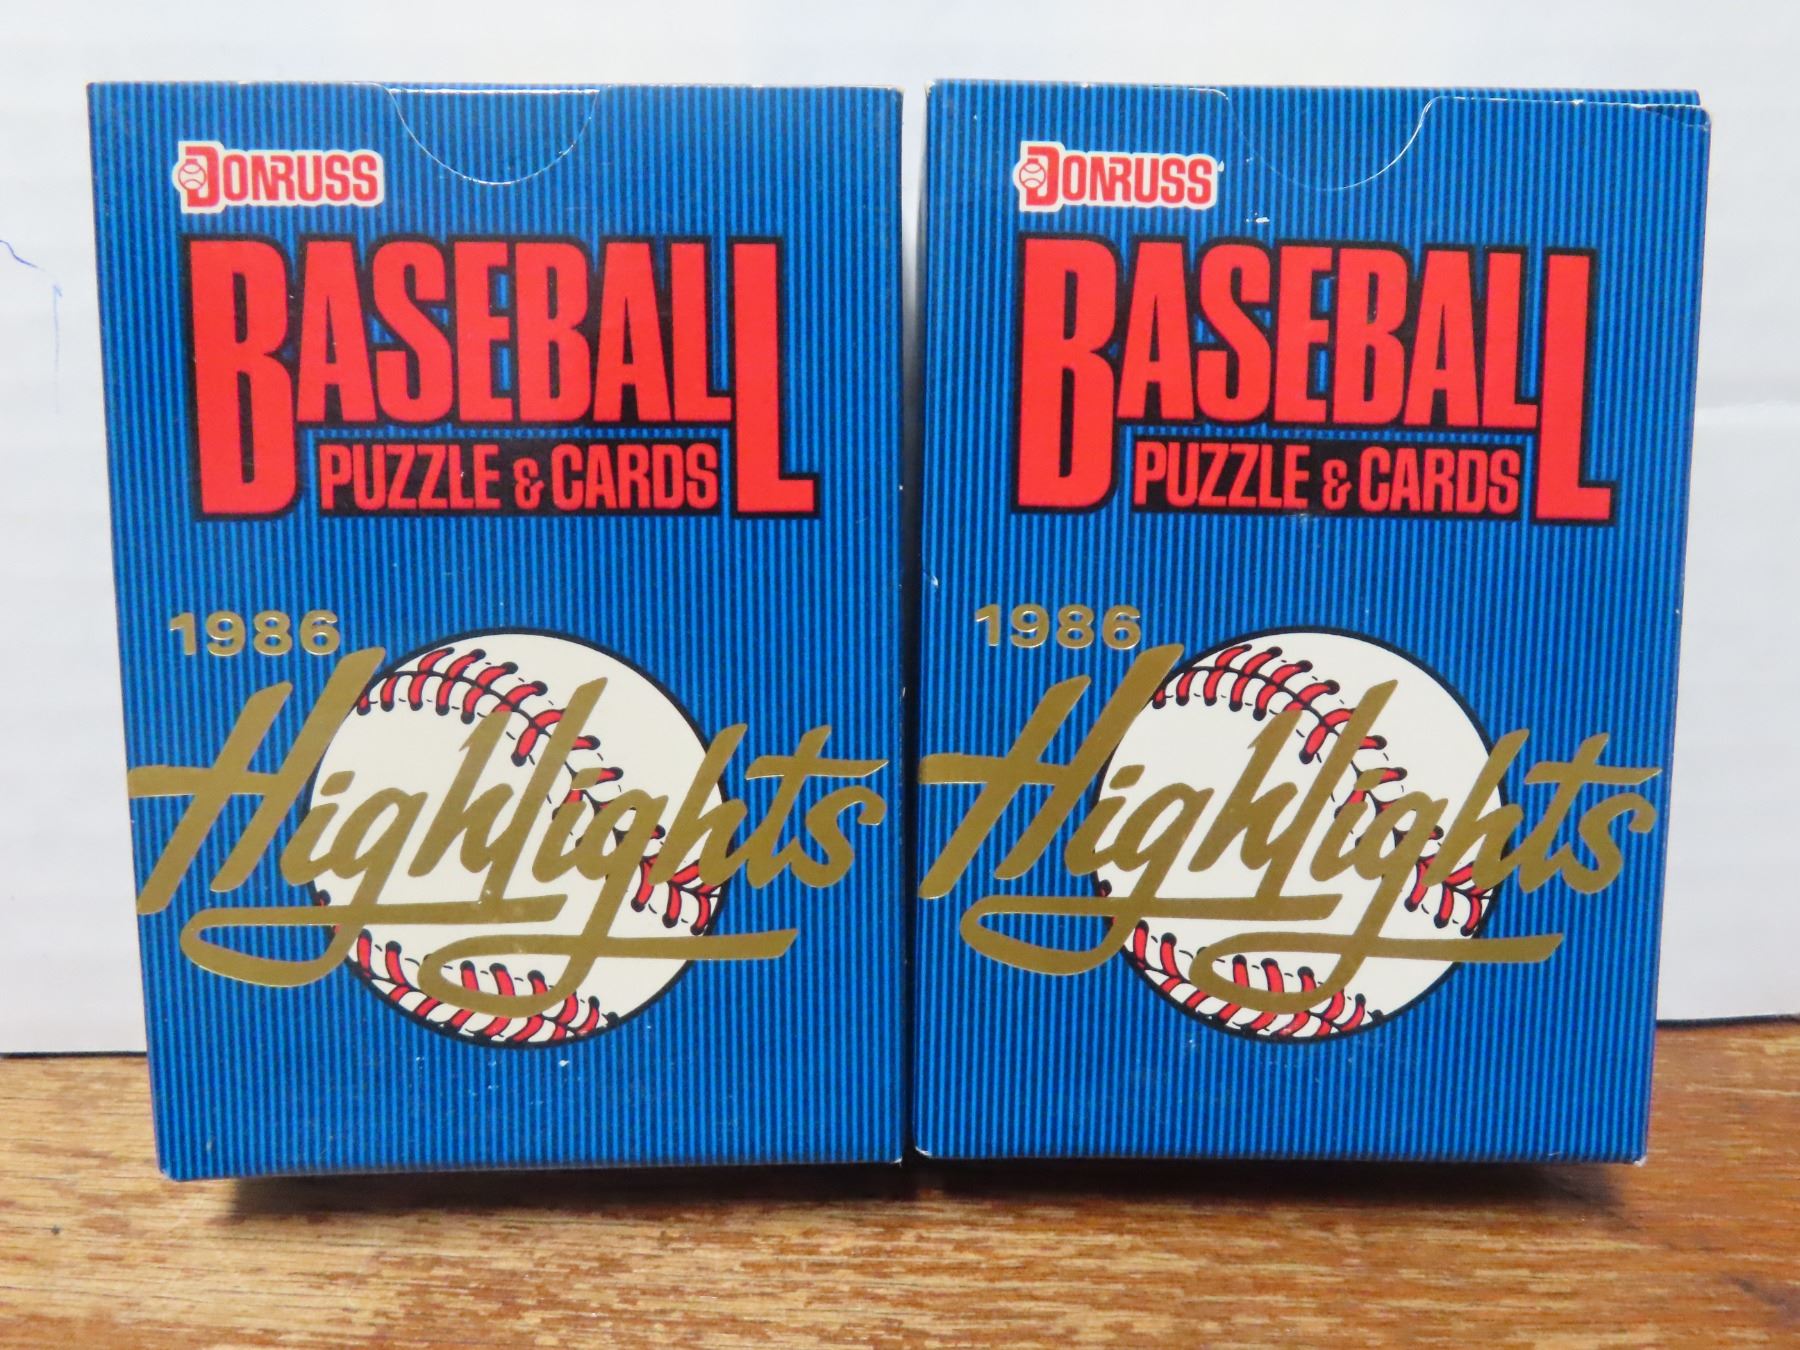 DONRUSS
BASEBALL
PUZZLE & CARDS
1986
Highlights
DONRUSS
BASEBALL
PUZZLE & CARDS
1986
Highlights